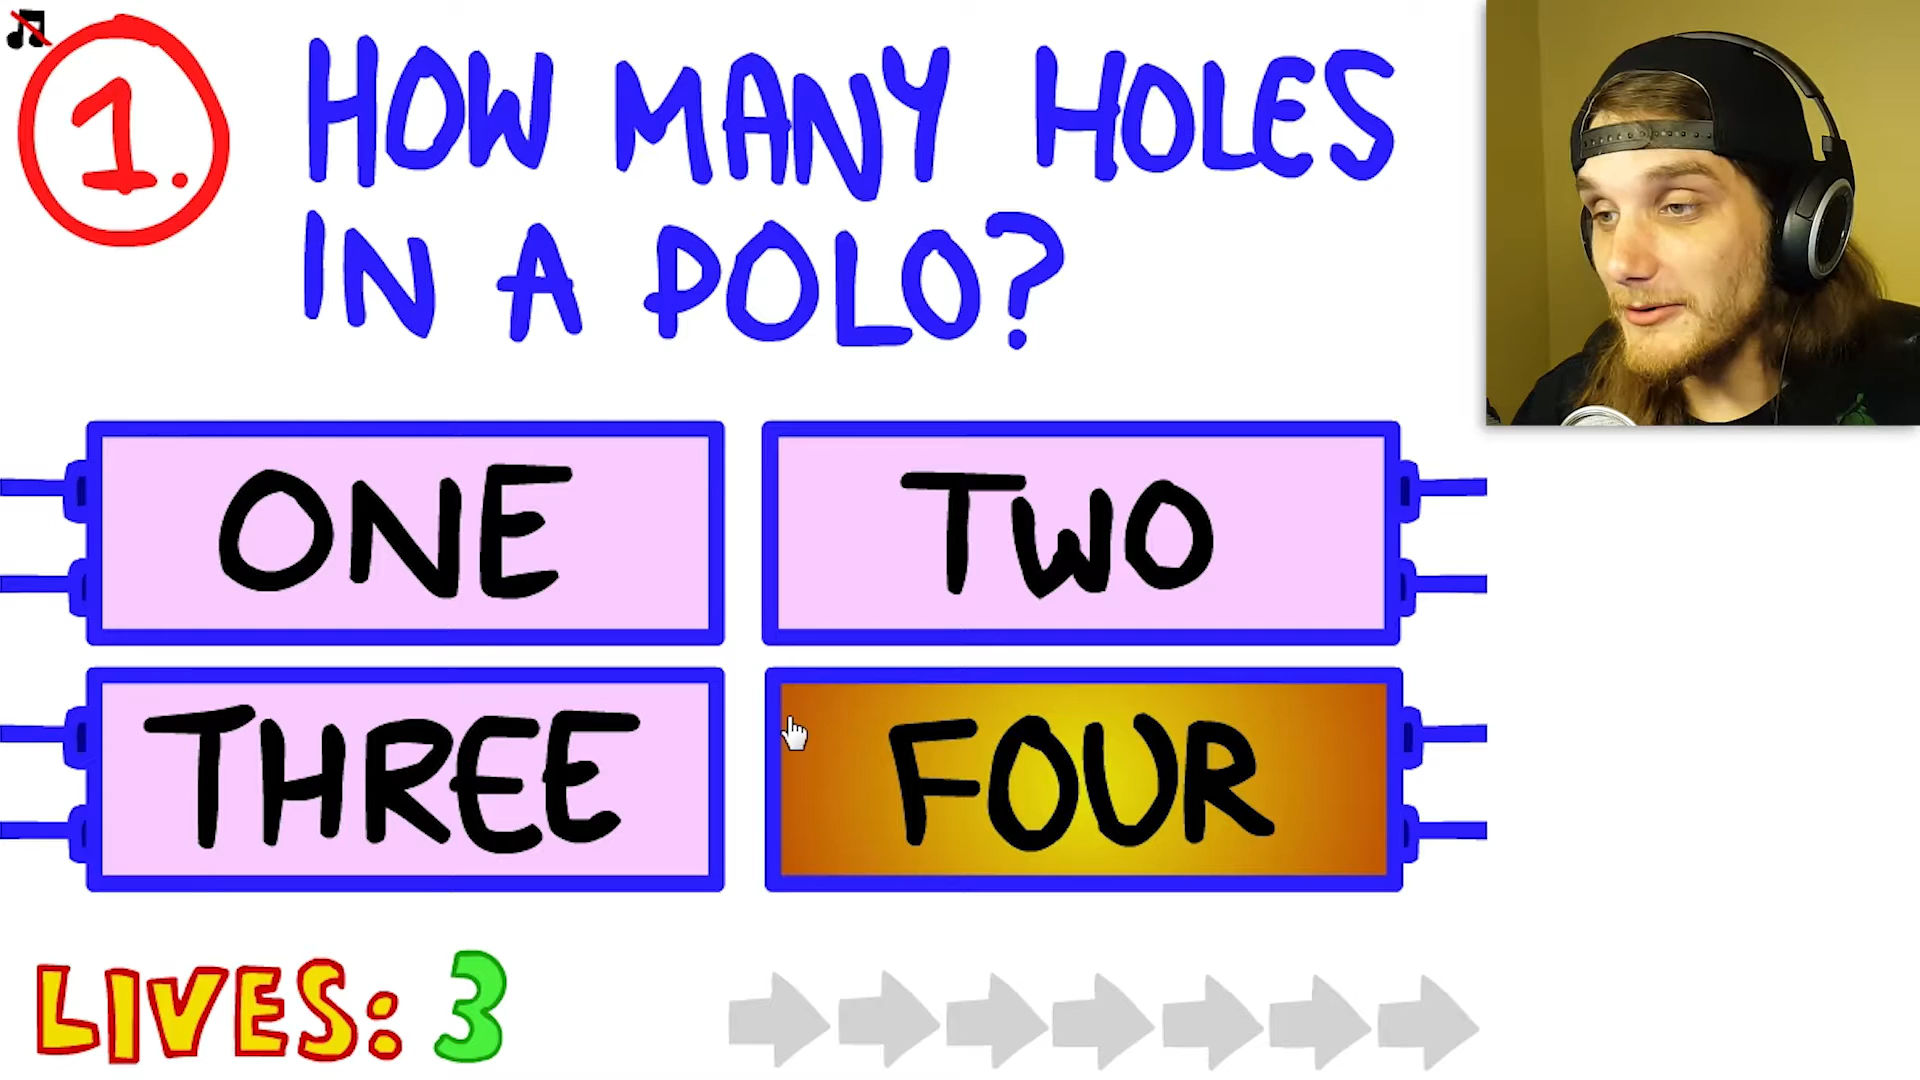 1. HOW MANY HOLES
IN A POLO?
ONE
TWO
THREE
FOUR
LIVES: 3